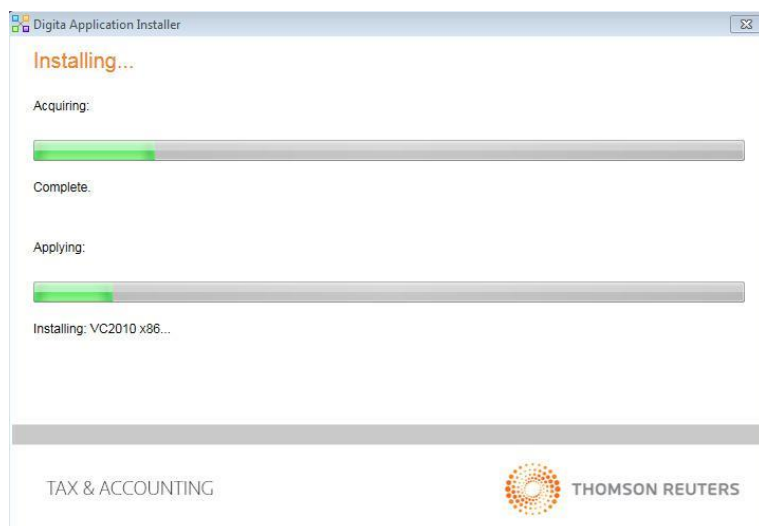 Digita Application Installer
Installing...
Acquiring:
Complete.
Applying:
Installing: VC2010 x86...
TAX & ACCOUNTING
THOMSON REUTERS